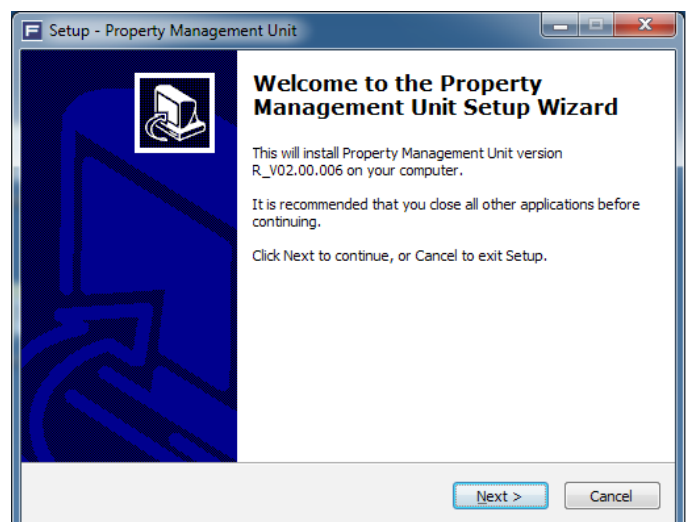 Setup - Property Management Unit
Welcome to the Property
Management Unit Setup Wizard
This will install Property Management Unit version
R_V02.00.006 on your computer.
It is recommended that you close all other applications before
continuing.
Click Next to continue, or Cancel to exit Setup.
Next > Cancel